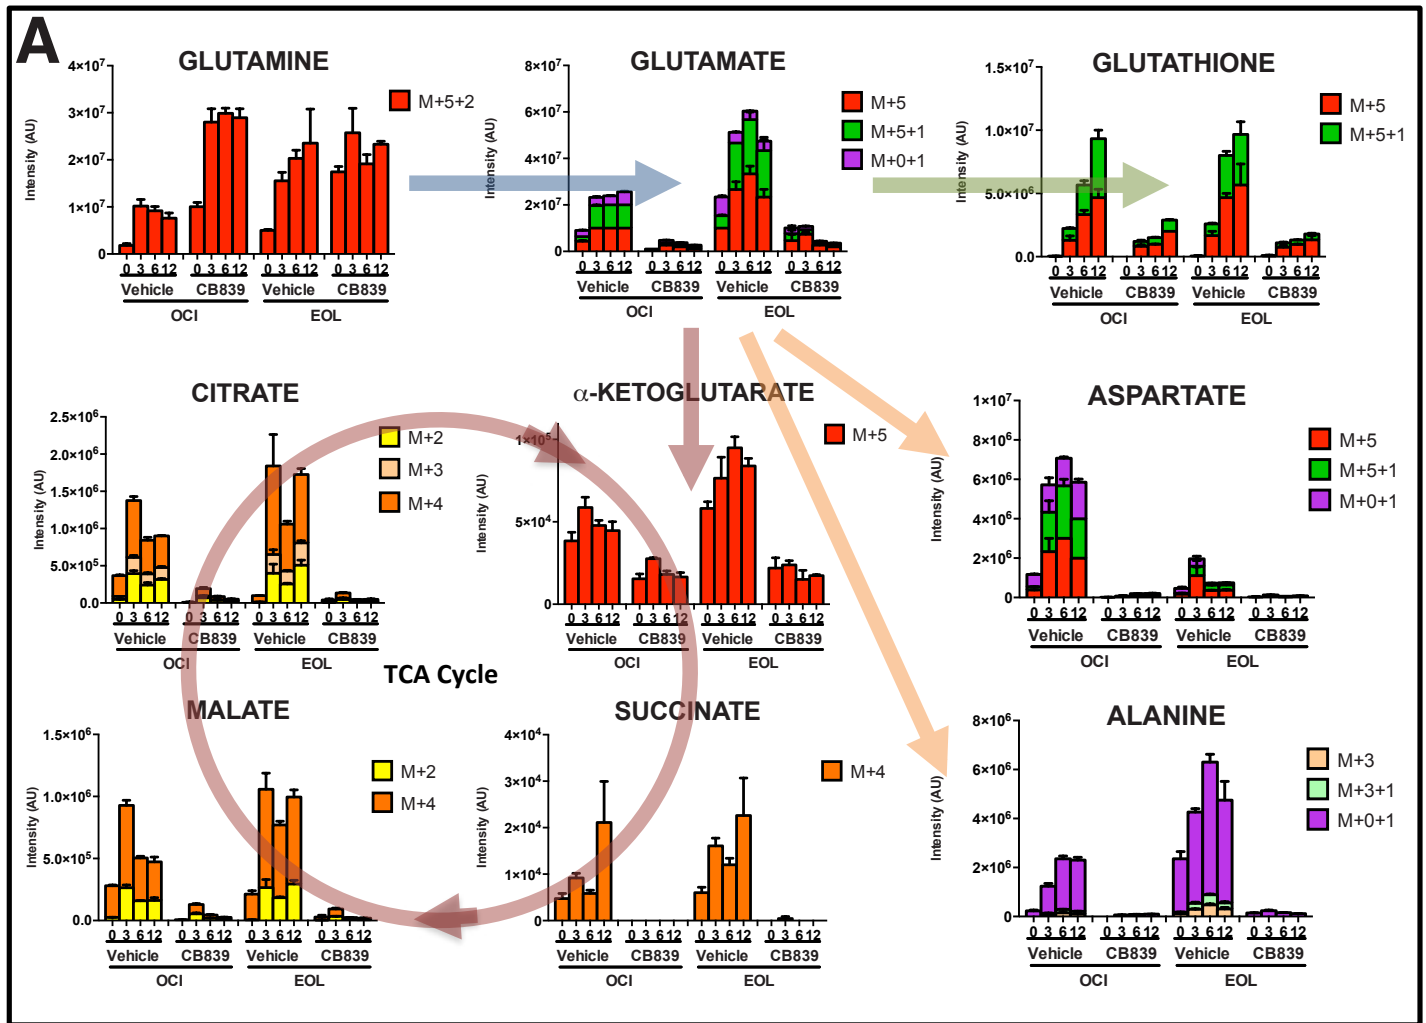 A
GLUTAMINE
4×10⁷
3×10⁷
2×10⁷
1×10⁷
0
Intensity (AU)
M+5+2
0 3 6 12 0 3 6 12 0 3 6 12 0 3 6 12
Vehicle CB839 Vehicle CB839
OCI EOL
GLUTAMATE
8×10⁷
6×10⁷
4×10⁷
2×10⁷
0
Intensity (AU)
M+5
M+5+1
M+0+1
0 3 6 12 0 3 6 12 0 3 6 12 0 3 6 12
Vehicle CB839 Vehicle CB839
OCI EOL
GLUTATHIONE
1.5×10⁷
1.0×10⁷
5.0×10⁶
0.0
Intensity (AU)
M+5
M+5+1
0 3 6 12 0 3 6 12 0 3 6 12 0 3 6 12
Vehicle CB839 Vehicle CB839
OCI EOL
CITRATE
2.5×10⁶
2.0×10⁶
1.5×10⁶
1.0×10⁶
5.0×10⁵
0.0
Intensity (AU)
M+2
M+3
M+4
0 3 6 12 0 3 6 12 0 3 6 12 0 3 6 12
Vehicle CB839 Vehicle CB839
OCI EOL
α-KETOGLUTARATE
1×10⁵
5×10⁴
0
Intensity (AU)
M+5
0 3 6 12 0 3 6 12 0 3 6 12 0 3 6 12
Vehicle CB839 Vehicle CB839
OCI EOL
ASPARTATE
1×10⁷
8×10⁶
6×10⁶
4×10⁶
2×10⁶
0
Intensity (AU)
M+5
M+5+1
M+0+1
0 3 6 12 0 3 6 12 0 3 6 12 0 3 6 12
Vehicle CB839 Vehicle CB839
OCI EOL
TCA Cycle
MALATE
1.5×10⁶
1.0×10⁶
5.0×10⁵
0.0
Intensity (AU)
M+2
M+4
0 3 6 12 0 3 6 12 0 3 6 12 0 3 6 12
Vehicle CB839 Vehicle CB839
OCI EOL
SUCCINATE
4×10⁴
3×10⁴
2×10⁴
1×10⁴
0
Intensity (AU)
M+4
0 3 6 12 0 3 6 12 0 3 6 12 0 3 6 12
Vehicle CB839 Vehicle CB839
OCI EOL
ALANINE
8×10⁶
6×10⁶
4×10⁶
2×10⁶
0
Intensity (AU)
M+3
M+3+1
M+0+1
0 3 6 12 0 3 6 12 0 3 6 12 0 3 6 12
Vehicle CB839 Vehicle CB839
OCI EOL